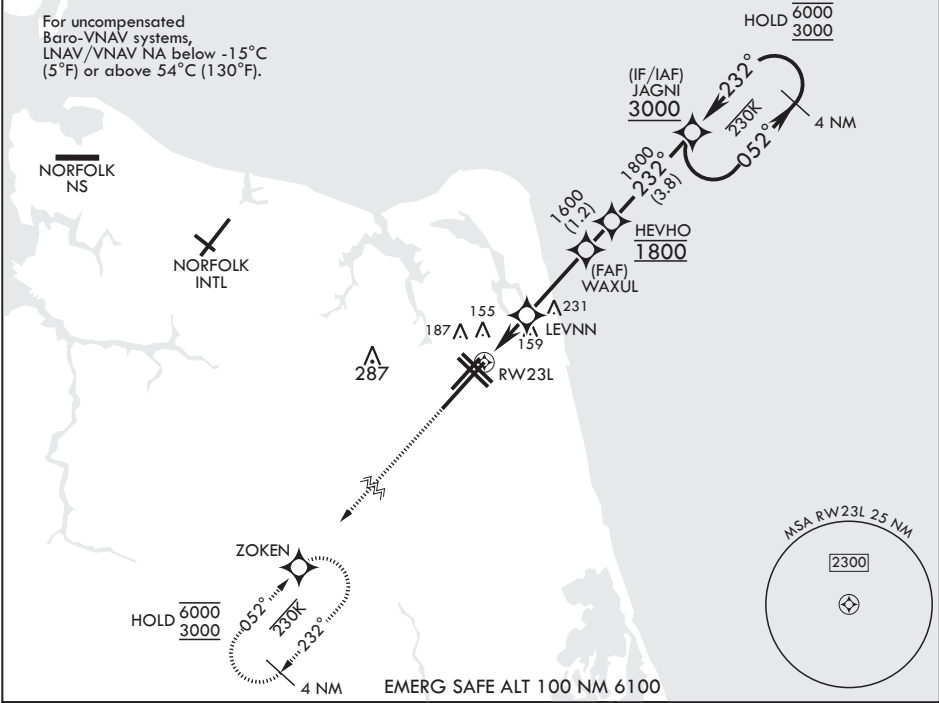 For uncompensated
Baro-VNAV systems,
LNAV/VNAV NA below -15°C
(5°F) or above 54°C (130°F).
HOLD 6000
3000
(IF/IAF)
JAGNI
3000
232°
230K
052°
4 NM
1800
232°
(3.8)
1600
(1.2)
HEVHO
1800
(FAF)
WAXUL
NORFOLK
NS
NORFOLK
INTL
231
LEVNN
155
187
159
287
RW23L
ZOKEN
HOLD 6000
3000
052°
230K
232°
4 NM
MSA RW23L 25 NM
2300
EMERG SAFE ALT 100 NM 6100